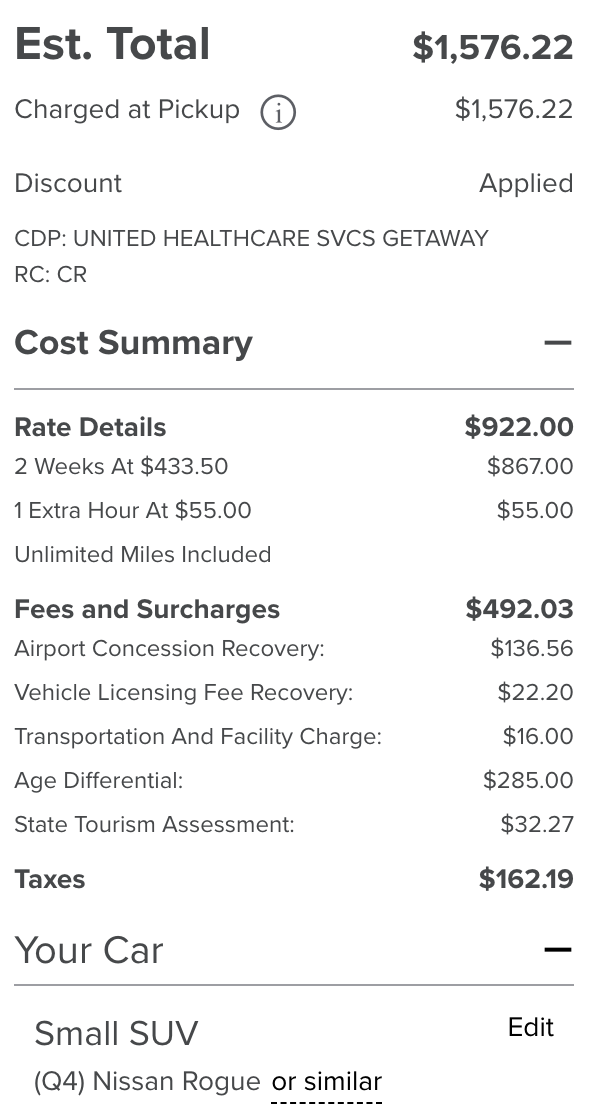 Est. Total $1,576.22
Charged at Pickup i $1,576.22
Discount Applied
CDP: UNITED HEALTHCARE SVCS GETAWAY
RC: CR
Cost Summary —
Rate Details $922.00
2 Weeks At $433.50 $867.00
1 Extra Hour At $55.00 $55.00
Unlimited Miles Included
Fees and Surcharges $492.03
Airport Concession Recovery: $136.56
Vehicle Licensing Fee Recovery: $22.20
Transportation And Facility Charge: $16.00
Age Differential: $285.00
State Tourism Assessment: $32.27
Taxes $162.19
Your Car —
Small SUV Edit
(Q4) Nissan Rogue or similar